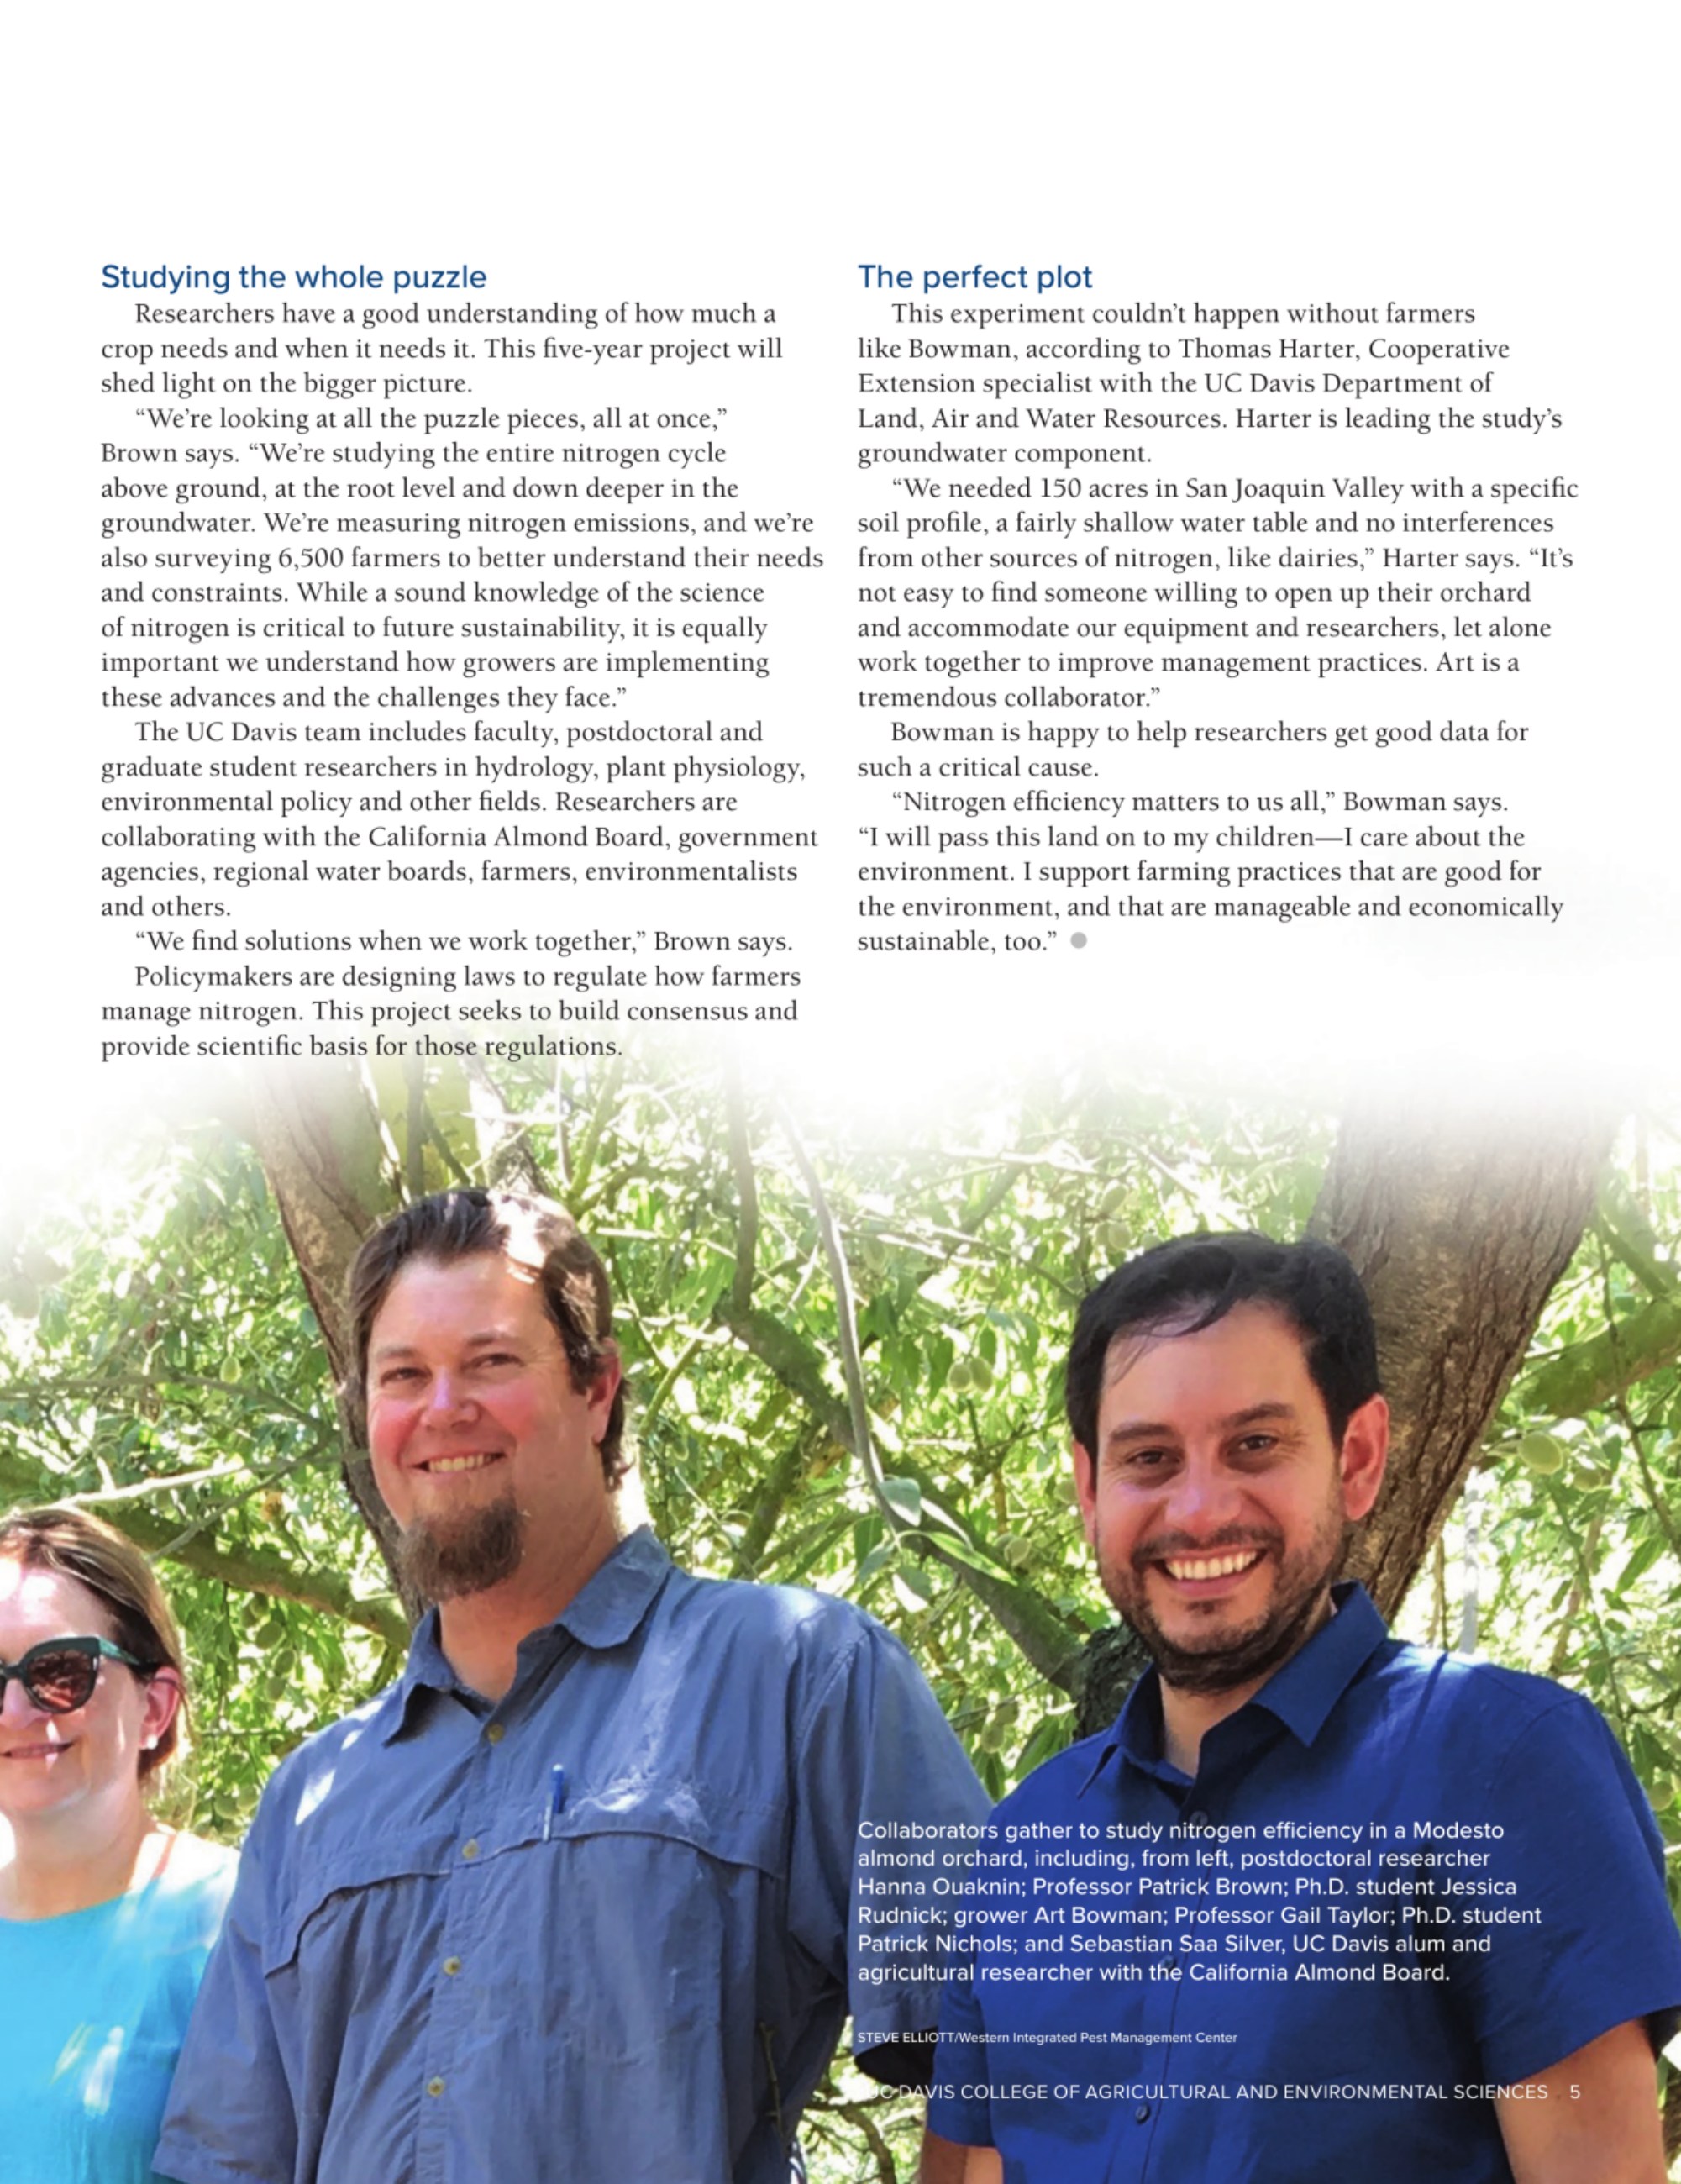 Studying the whole puzzle
Researchers have a good understanding of how much a
crop needs and when it needs it. This five-year project will
shed light on the bigger picture.
“We’re looking at all the puzzle pieces, all at once,”
Brown says. “We’re studying the entire nitrogen cycle
above ground, at the root level and down deeper in the
groundwater. We’re measuring nitrogen emissions, and we’re
also surveying 6,500 farmers to better understand their needs
and constraints. While a sound knowledge of the science
of nitrogen is critical to future sustainability, it is equally
important we understand how growers are implementing
these advances and the challenges they face.”
The UC Davis team includes faculty, postdoctoral and
graduate student researchers in hydrology, plant physiology,
environmental policy and other fields. Researchers are
collaborating with the California Almond Board, government
agencies, regional water boards, farmers, environmentalists
and others.
“We find solutions when we work together,” Brown says.
Policymakers are designing laws to regulate how farmers
manage nitrogen. This project seeks to build consensus and
provide scientific basis for those regulations.
The perfect plot
This experiment couldn’t happen without farmers
like Bowman, according to Thomas Harter, Cooperative
Extension specialist with the UC Davis Department of
Land, Air and Water Resources. Harter is leading the study’s
groundwater component.
“We needed 150 acres in San Joaquin Valley with a specific
soil profile, a fairly shallow water table and no interferences
from other sources of nitrogen, like dairies,” Harter says. “It’s
not easy to find someone willing to open up their orchard
and accommodate our equipment and researchers, let alone
work together to improve management practices. Art is a
tremendous collaborator.”
Bowman is happy to help researchers get good data for
such a critical cause.
“Nitrogen efficiency matters to us all,” Bowman says.
“I will pass this land on to my children—I care about the
environment. I support farming practices that are good for
the environment, and that are manageable and economically
sustainable, too.”
Collaborators gather to study nitrogen efficiency in a Modesto
almond orchard, including, from left, postdoctoral researcher
Hanna Ouaknin; Professor Patrick Brown; Ph.D. student Jessica
Rudnick; grower Art Bowman; Professor Gail Taylor; Ph.D. student
Patrick Nichols; and Sebastian Saa Silver, UC Davis alum and
agricultural researcher with the California Almond Board.
STEVE ELLIOTT/Western Integrated Pest Management Center
UC DAVIS COLLEGE OF AGRICULTURAL AND ENVIRONMENTAL SCIENCES 5